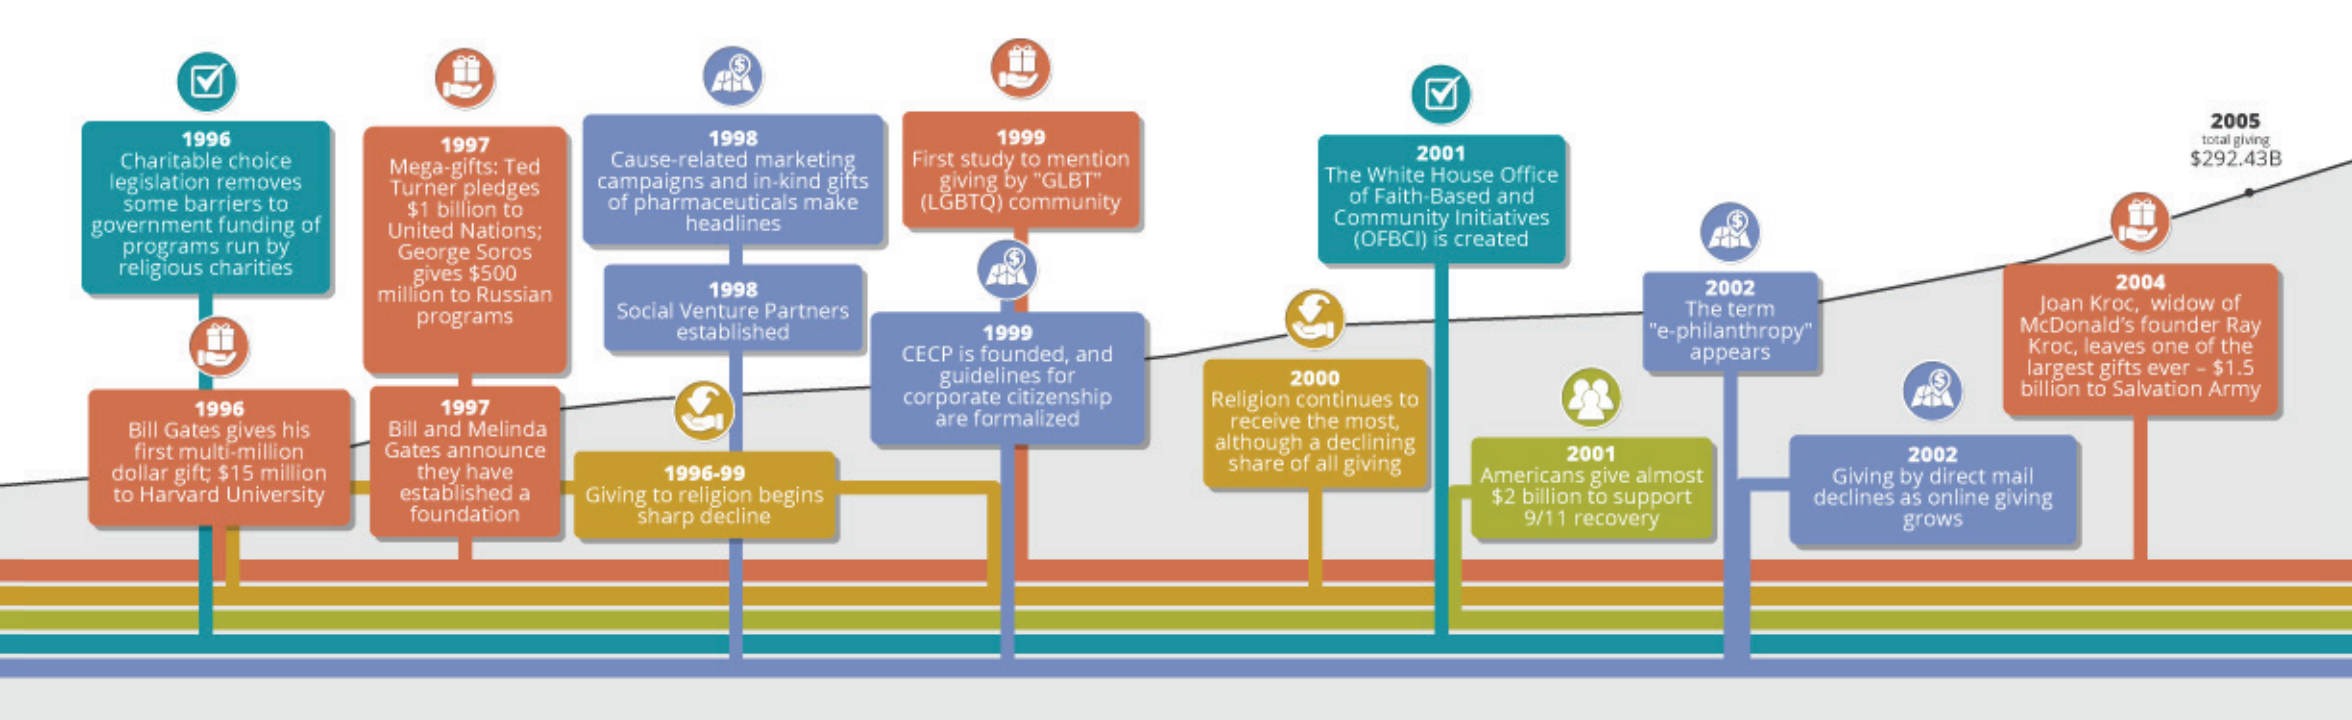 1996
Charitable choice
legislation removes
some barriers to
government funding of
programs run by
religious charities
1996
Bill Gates gives his
first multi-million
dollar gift; $15 million
to Harvard University
1997
Mega-gifts: Ted
Turner pledges
$1 billion to
United Nations;
George Soros
gives $500
million to Russian
programs
1997
Bill and Melinda
Gates announce
they have
established a
foundation
1998
Cause-related marketing
campaigns and in-kind gifts
of pharmaceuticals make
headlines
1998
Social Venture Partners
established
1996-99
Giving to religion begins
sharp decline
1999
First study to mention
giving by "GLBT"
(LGBTQ) community
1999
CECP is founded, and
guidelines for
corporate citizenship
are formalized
2000
Religion continues to
receive the most,
although a declining
share of all giving
2001
The White House Office
of Faith-Based and
Community Initiatives
(OFBCI) is created
2001
Americans give almost
$2 billion to support
9/11 recovery
2002
The term
"e-philanthropy"
appears
2002
Giving by direct mail
declines as online giving
grows
2004
Joan Kroc, widow of
McDonald's founder Ray
Kroc, leaves one of the
largest gifts ever – $1.5
billion to Salvation Army
2005
total giving
$292.43B